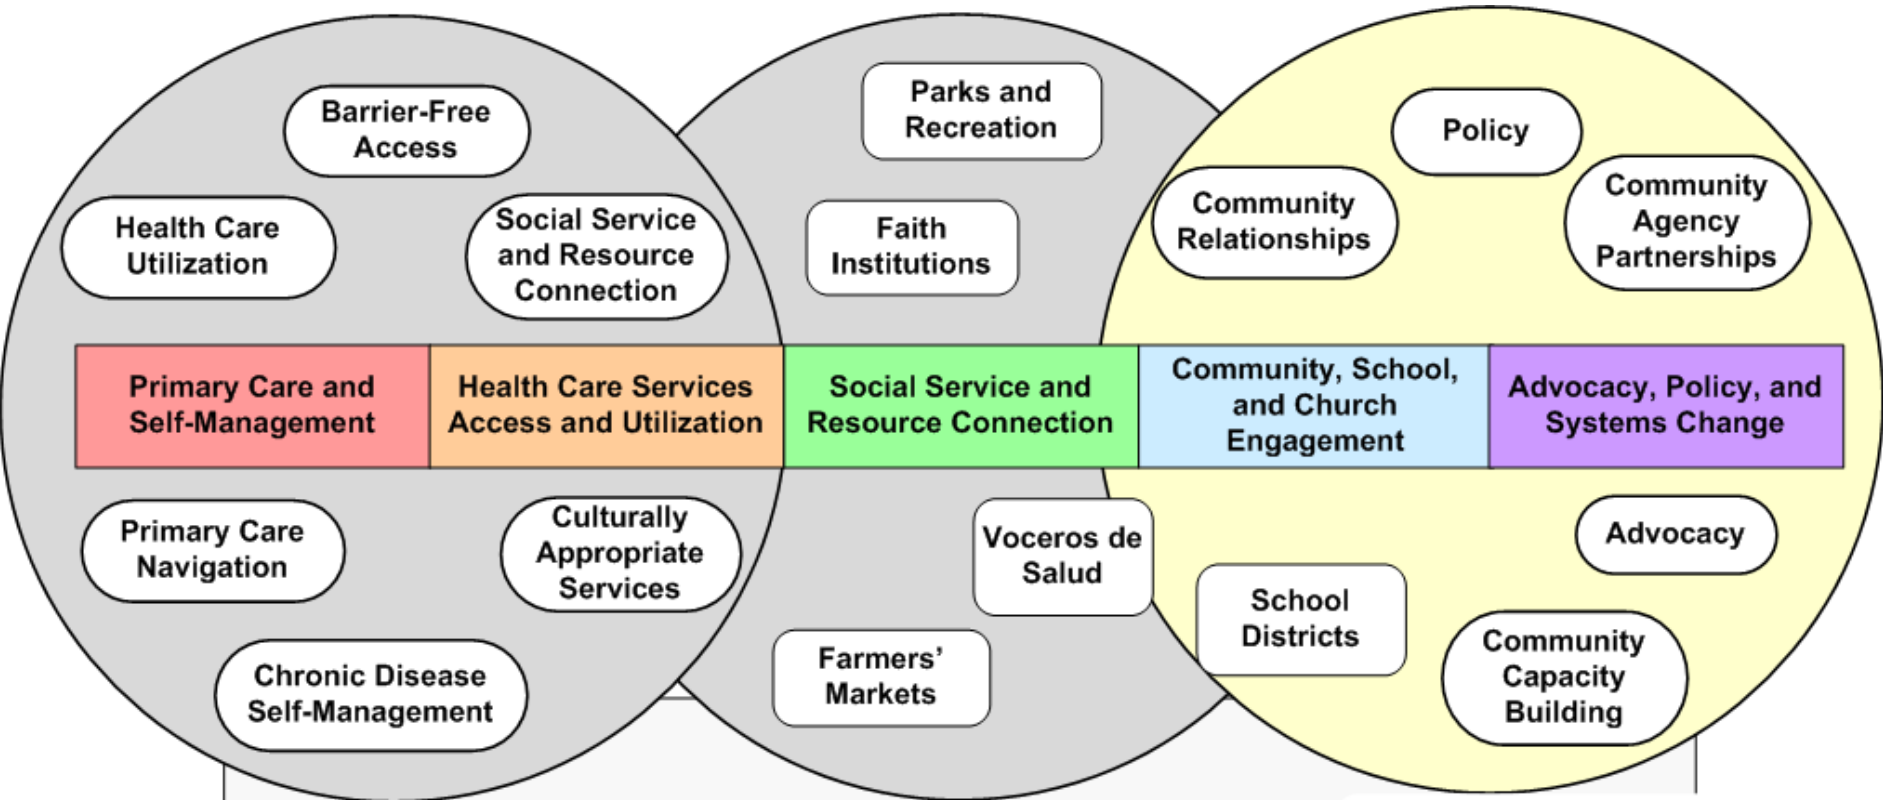 Barrier-Free
Access
Health Care
Utilization
Social Service
and Resource
Connection
Parks and
Recreation
Faith
Institutions
Policy
Community
Relationships
Community
Agency
Partnerships
Primary Care and
Self-Management
Health Care Services
Access and Utilization
Social Service and
Resource Connection
Community, School,
and Church
Engagement
Advocacy, Policy, and
Systems Change
Primary Care
Navigation
Culturally
Appropriate
Services
Chronic Disease
Self-Management
Voceros de
Salud
Farmers’
Markets
School
Districts
Advocacy
Community
Capacity
Building